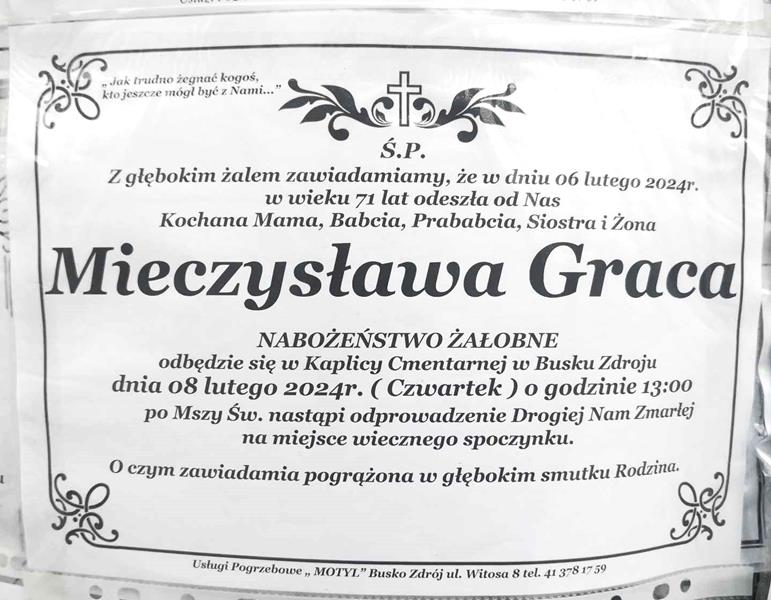 „Jak trudno żegnać kogoś,
kto jeszcze mógł być z Nami...”
Ś.P.
Z głębokim żalem zawiadamiamy, że w dniu 06 lutego 2024r.
w wieku 71 lat odeszła od Nas
Kochana Mama, Babcia, Prababcia, Siostra i Żona
Mieczysława Graca
NABOŻEŃSTWO ŻAŁOBNE
odbędzie się w Kaplicy Cmentarnej w Busku Zdroju
dnia 08 lutego 2024r. ( Czwartek ) o godzinie 13:00
po Mszy Św. nastąpi odprowadzenie Drogiej Nam Zmarłej
na miejsce wiecznego spoczynku.
O czym zawiadamia pogrążona w głębokim smutku Rodzina.
Usługi Pogrzebowe „ MOTYL” Busko Zdrój ul. Witosa 8 tel. 41 378 17 59